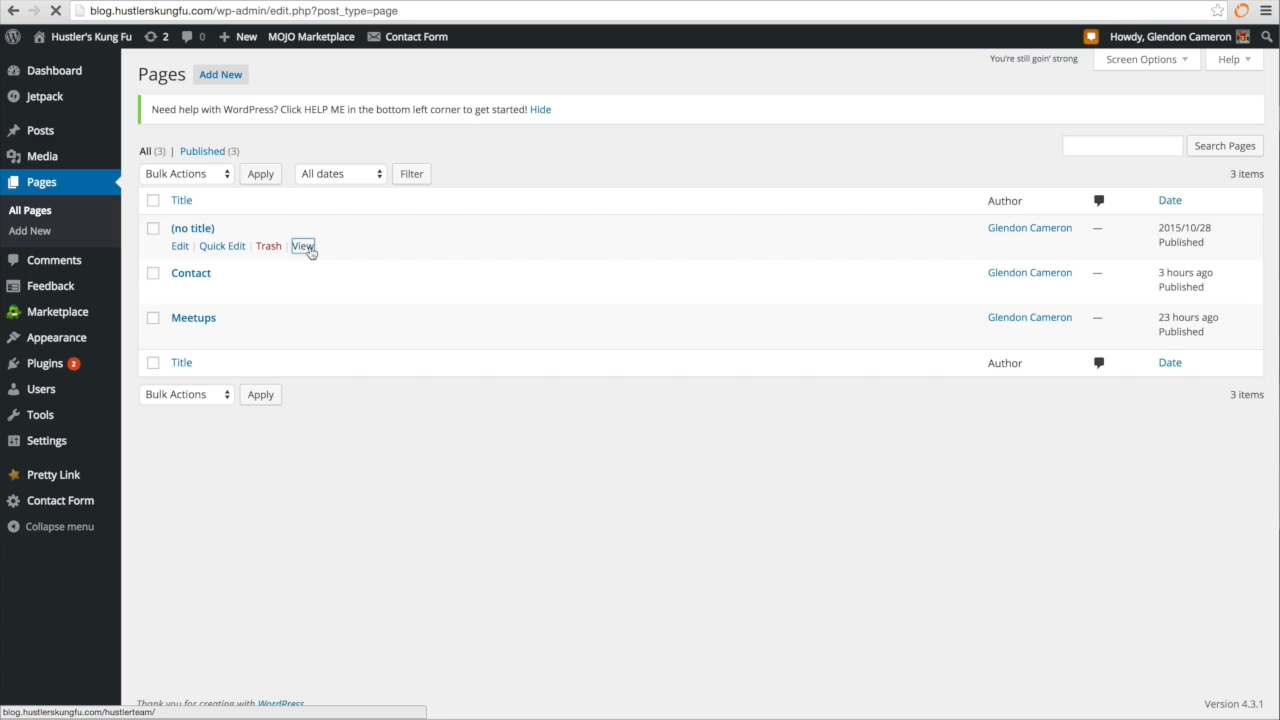 blog.hustlerskungfu.com/wp-admin/edit.php?post_type=page
Hustler's Kung Fu 2 0 New MOJO Marketplace Contact Form Howdy, Glendon Cameron
You're still goin' strong Screen Options Help
Pages Add New
Need help with WordPress? Click HELP ME in the bottom left corner to get started! Hide
All (3) | Published (3)
Search Pages
Bulk Actions Apply All dates Filter 3 items
Title Author Date
(no title) Glendon Cameron — 2015/10/28
Published
Edit | Quick Edit | Trash | View
Contact Glendon Cameron — 3 hours ago
Published
Meetups Glendon Cameron — 23 hours ago
Published
Title Author Date
Bulk Actions Apply 3 items
Dashboard
Jetpack
Posts
Media
Pages
All Pages
Add New
Comments
Feedback
Marketplace
Appearance
Plugins 2
Users
Tools
Settings
Pretty Link
Contact Form
Collapse menu
Thank you for creating with WordPress
Version 4.3.1
blog.hustlerskungfu.com/hustlerteam/